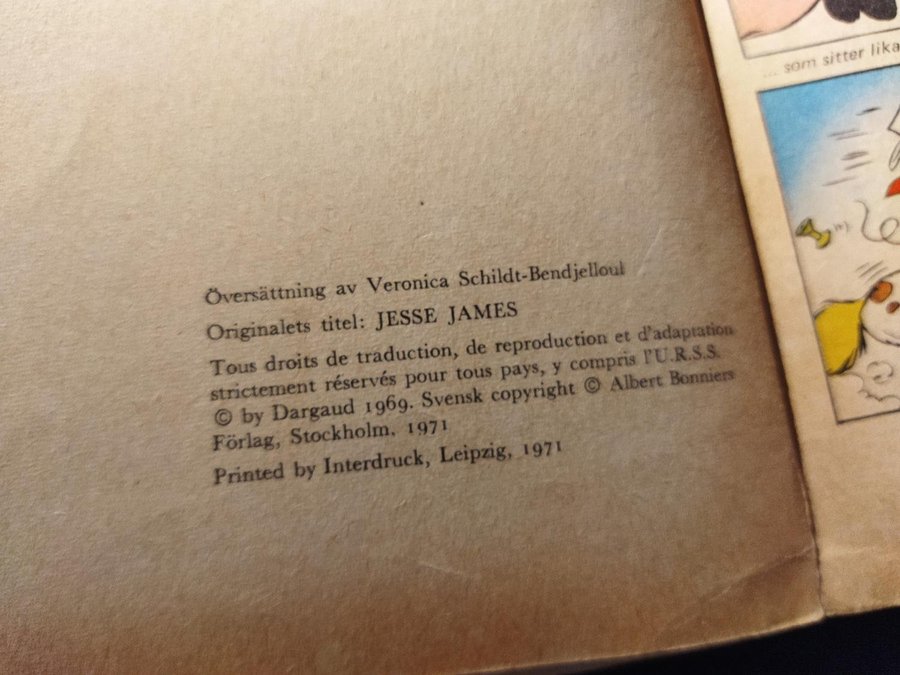 Översättning av Veronica Schildt-Bendjelloul
Originalets titel: JESSE JAMES
Tous droits de traduction, de reproduction et d'adaptation
strictement réservés pour tous pays, y compris l'U.R.S.S.
© by Dargaud 1969. Svensk copyright © Albert Bonniers
Förlag, Stockholm, 1971
Printed by Interdruck, Leipzig, 1971
... som sitter lika